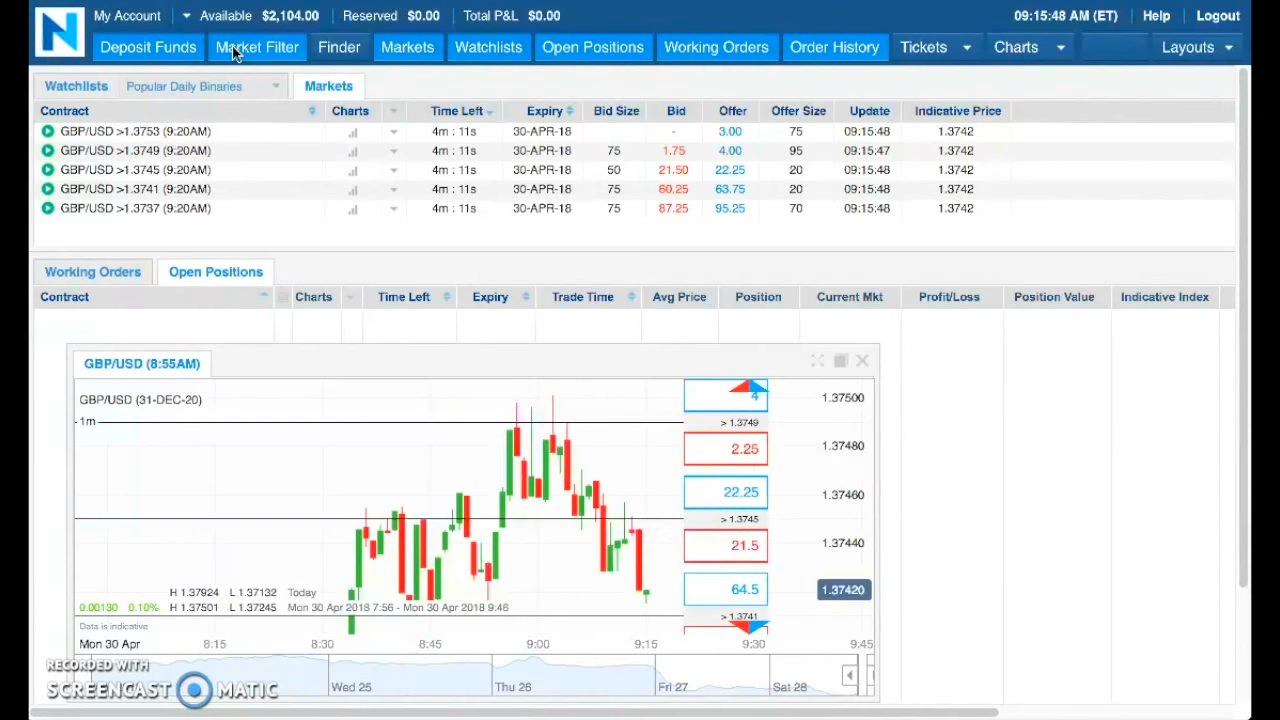 N My Account Available $2,104.00 Reserved $0.00 Total P&L $0.00 09:15:48 AM (ET) Help Logout
Deposit Funds Market Filter Finder Markets Watchlists Open Positions Working Orders Order History Tickets Charts Layouts
Watchlists Popular Daily Binaries Markets
Contract Charts Time Left Expiry Bid Size Bid Offer Offer Size Update Indicative Price
GBP/USD >1.3753 (9:20AM) 4m : 11s 30-APR-18 - 3.00 75 09:15:48 1.3742
GBP/USD >1.3749 (9:20AM) 4m : 11s 30-APR-18 75 1.75 4.00 95 09:15:47 1.3742
GBP/USD >1.3745 (9:20AM) 4m : 11s 30-APR-18 50 21.50 22.25 20 09:15:48 1.3742
GBP/USD >1.3741 (9:20AM) 4m : 11s 30-APR-18 75 60.25 63.75 20 09:15:48 1.3742
GBP/USD >1.3737 (9:20AM) 4m : 11s 30-APR-18 75 87.25 95.25 70 09:15:48 1.3742
Working Orders Open Positions
Contract Charts Time Left Expiry Trade Time Avg Price Position Current Mkt Profit/Loss Position Value Indicative Index
GBP/USD (8:55AM)
GBP/USD (31-DEC-20) 4 1.37500
1m > 1.3749
2.25 1.37480
22.25 1.37460
> 1.3745
21.5 1.37440
64.5 1.37420
H 1.37924 L 1.37132 Today
0.00130 0.10% H 1.37501 L 1.37245 Mon 30 Apr 2018 7:56 - Mon 30 Apr 2018 9:46
> 1.3741
Data is indicative
Mon 30 Apr 8:15 8:30 8:45 9:00 9:15 9:30 9:45
RECORDED WITH
SCREENCAST MATIC
Wed 25 Thu 26 Fri 27 Sat 28